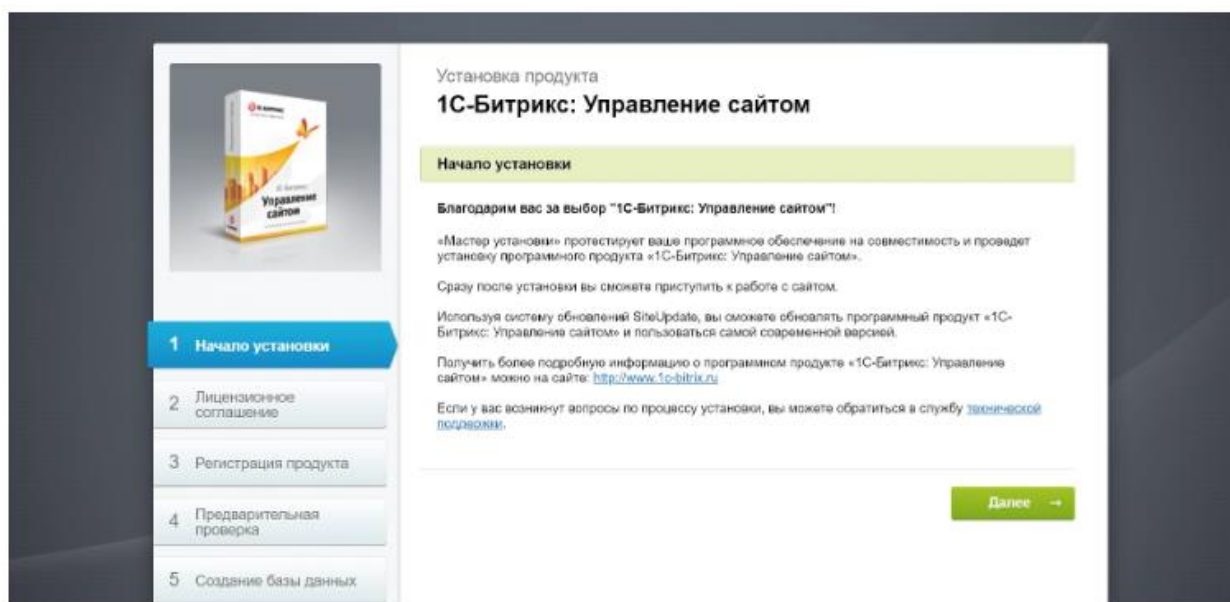 Управление
сайтом
1 Начало установки
2 Лицензионное
соглашение
3 Регистрация продукта
4 Предварительная
проверка
5 Создание базы данных
Установка продукта
1С-Битрикс: Управление сайтом
Начало установки
Благодарим вас за выбор "1С-Битрикс: Управление сайтом"!
«Мастер установки» протестирует ваше программное обеспечение на совместимость и проведет
установку программного продукта «1С-Битрикс: Управление сайтом».
Сразу после установки вы сможете приступить к работе с сайтом.
Используя систему обновлений SiteUpdate, вы сможете обновлять программный продукт «1С-
Битрикс: Управление сайтом» и пользоваться самой современной версией.
Получить более подробную информацию о программном продукте «1С-Битрикс: Управление
сайтом» можно на сайте: http://www.1c-bitrix.ru
Если у вас возникнут вопросы по процессу установки, вы можете обратиться в службу технической
поддержки.
Далее →